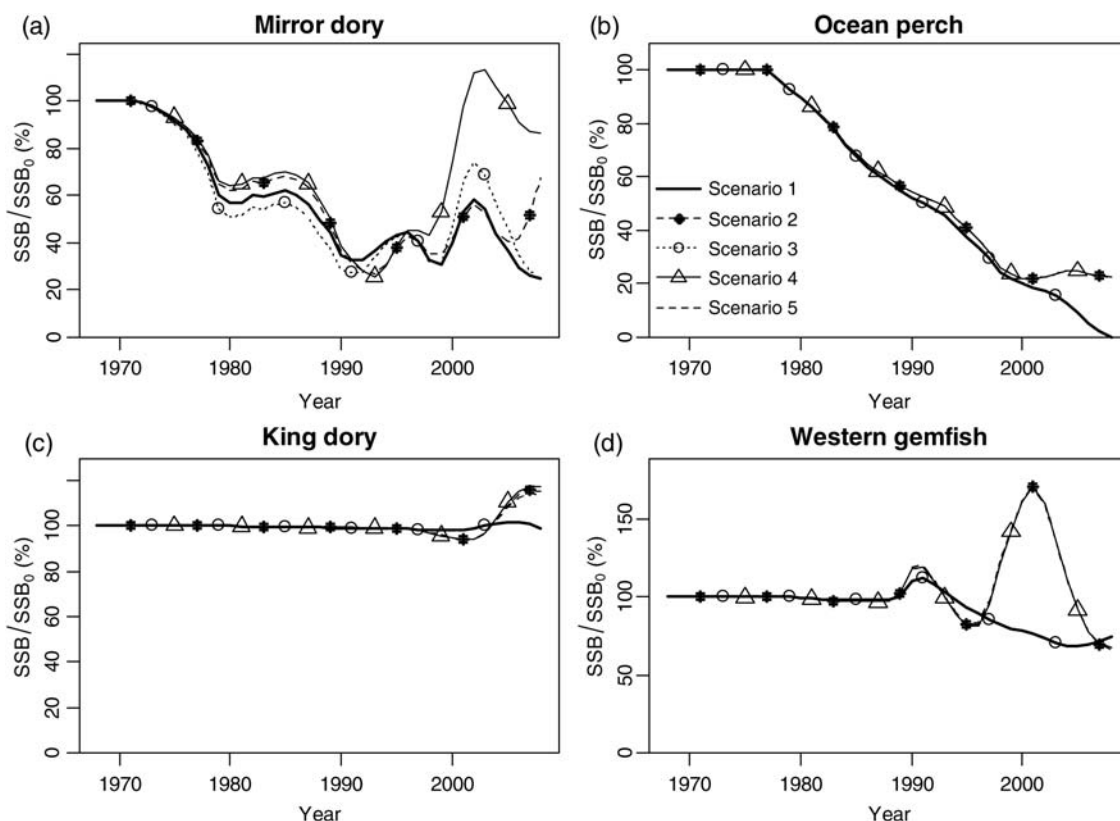 (a) Mirror dory
SSB/SSB0 (%)
100
80
60
40
20
0
1970 1980 1990 2000
Year
(b) Ocean perch
SSB/SSB0 (%)
100
80
60
40
20
0
Scenario 1
Scenario 2
Scenario 3
Scenario 4
Scenario 5
1970 1980 1990 2000
Year
(c) King dory
SSB/SSB0 (%)
100
80
60
40
20
0
1970 1980 1990 2000
Year
(d) Western gemfish
SSB/SSB0 (%)
150
100
50
0
1970 1980 1990 2000
Year